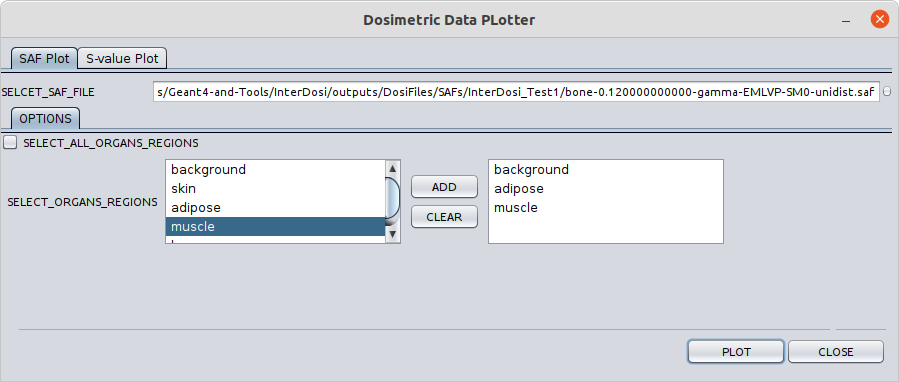 Dosimetric Data PLotter
SAF Plot S-value Plot
SELCET_SAF_FILE s/Geant4-and-Tools/InterDosi/outputs/DosiFiles/SAFs/InterDosi_Test1/bone-0.120000000000-gamma-EMLVP-SM0-unidist.saf
OPTIONS
SELECT_ALL_ORGANS_REGIONS
SELECT_ORGANS_REGIONS
background
skin
adipose
muscle
ADD
CLEAR
background
adipose
muscle
PLOT CLOSE